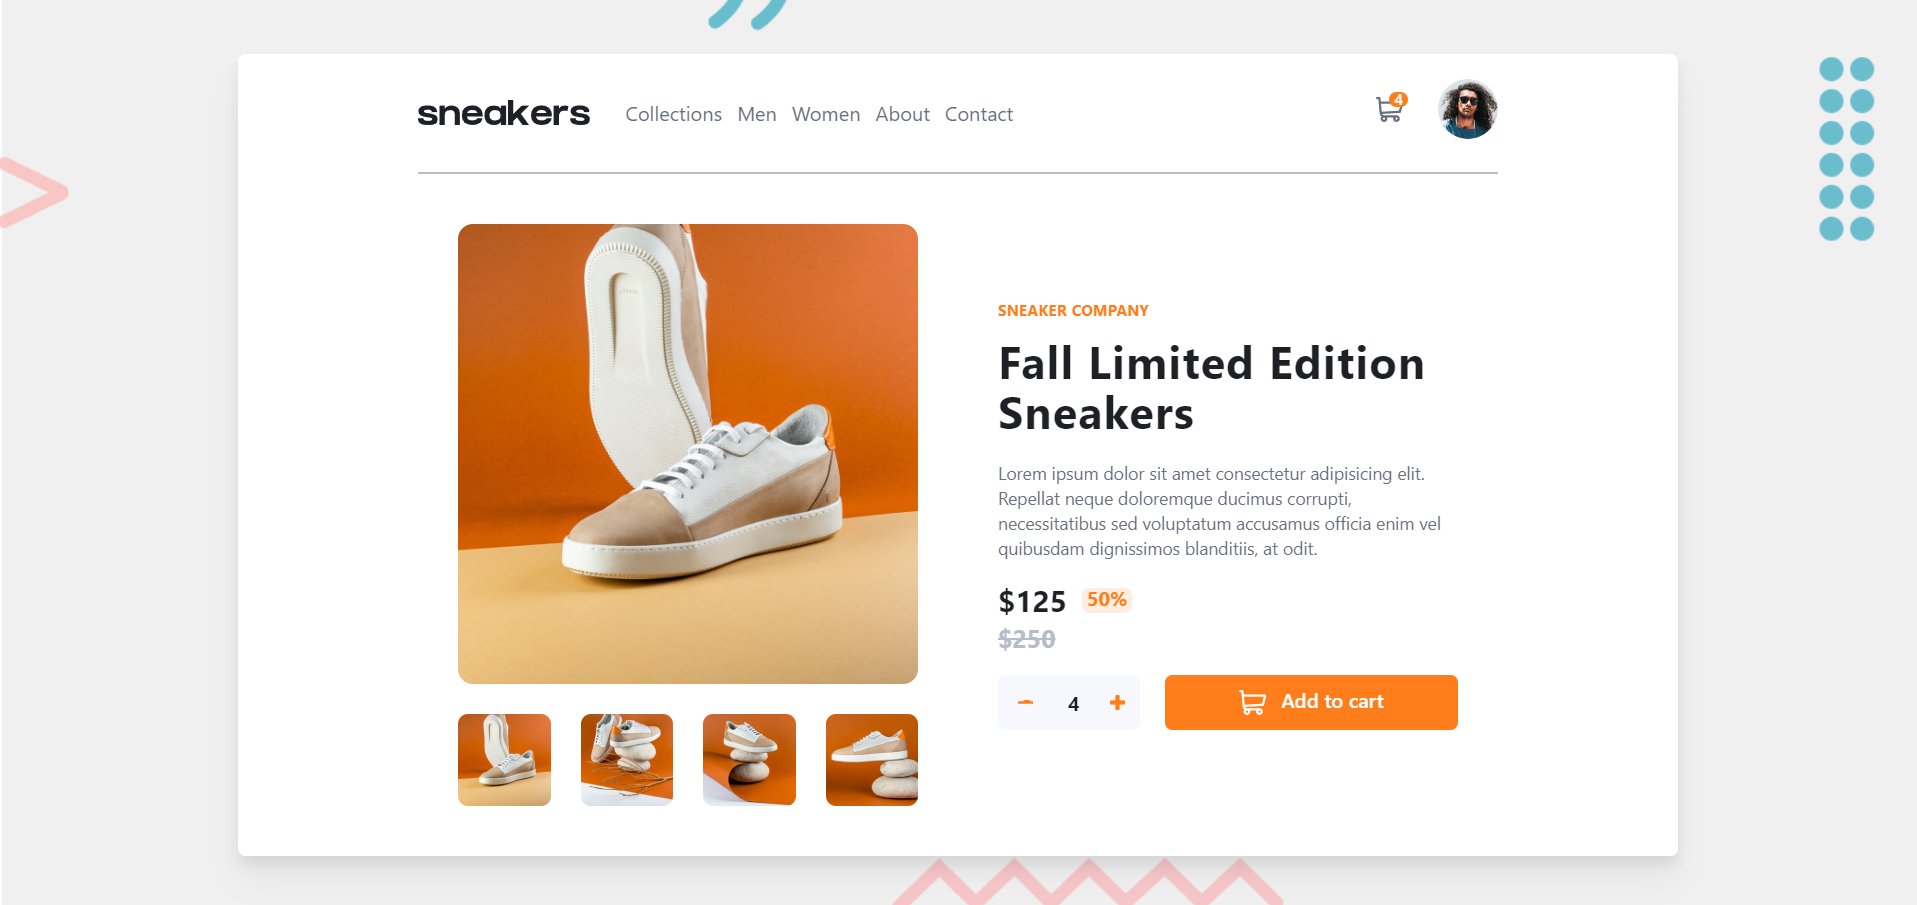 sneakers Collections Men Women About Contact 4
SNEAKER COMPANY
Fall Limited Edition
Sneakers
Lorem ipsum dolor sit amet consectetur adipisicing elit.
Repellat neque doloremque ducimus corrupti,
necessitatibus sed voluptatum accusamus officia enim vel
quibusdam dignissimos blanditiis, at odit.
$125 50%
$250
4 Add to cart